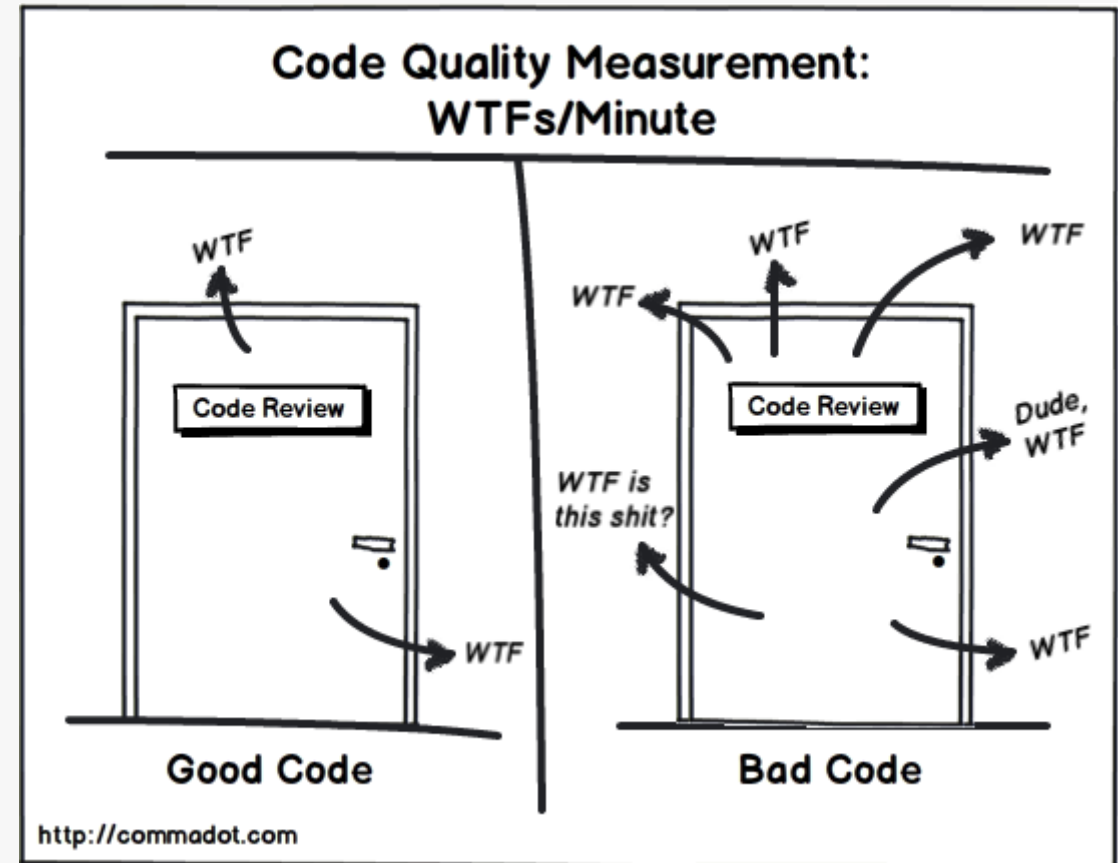 Code Quality Measurement:
WTFs/Minute
WTF
Code Review
WTF
Good Code
WTF
WTF
WTF
Code Review
Dude,
WTF
WTF is
this shit?
WTF
Bad Code
http://commadot.com